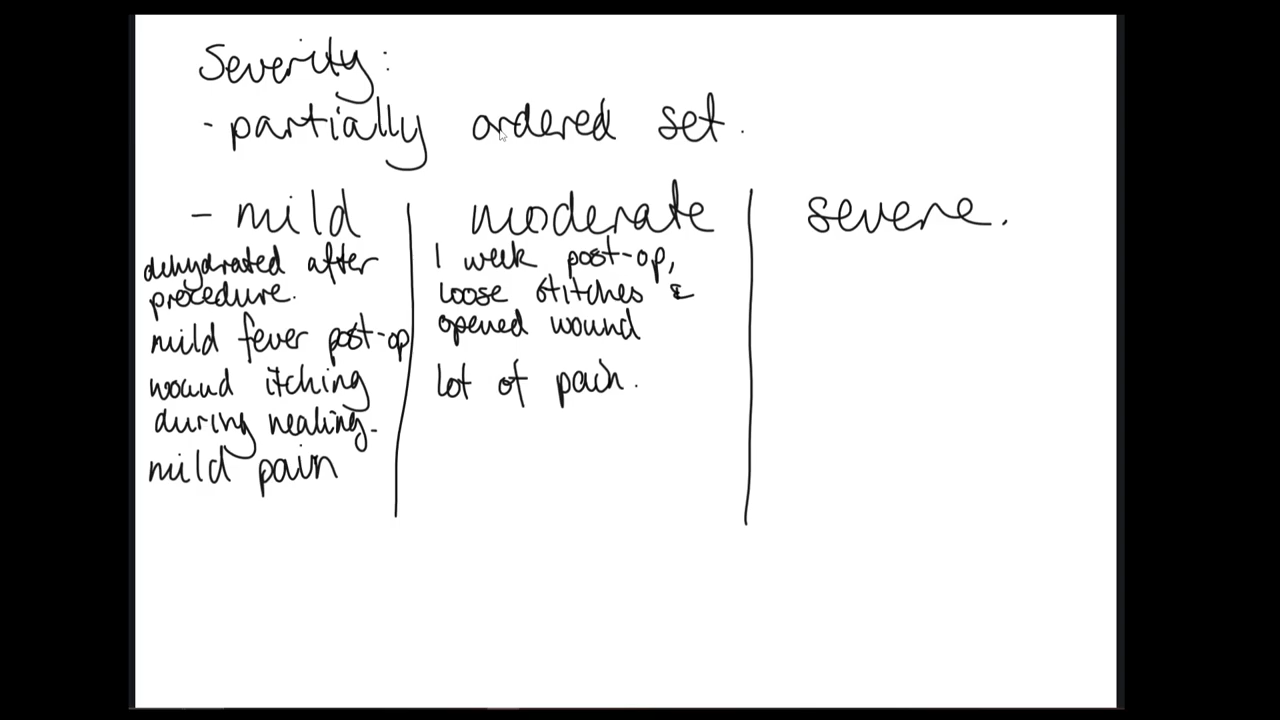 Severity:
- partially ordered set.
- mild moderate severe.
dehydrated after
procedure.
mild fever post-op
wound itching
during healing.
mild pain
1 week post-op,
loose stitches &
opened wound
lot of pain.